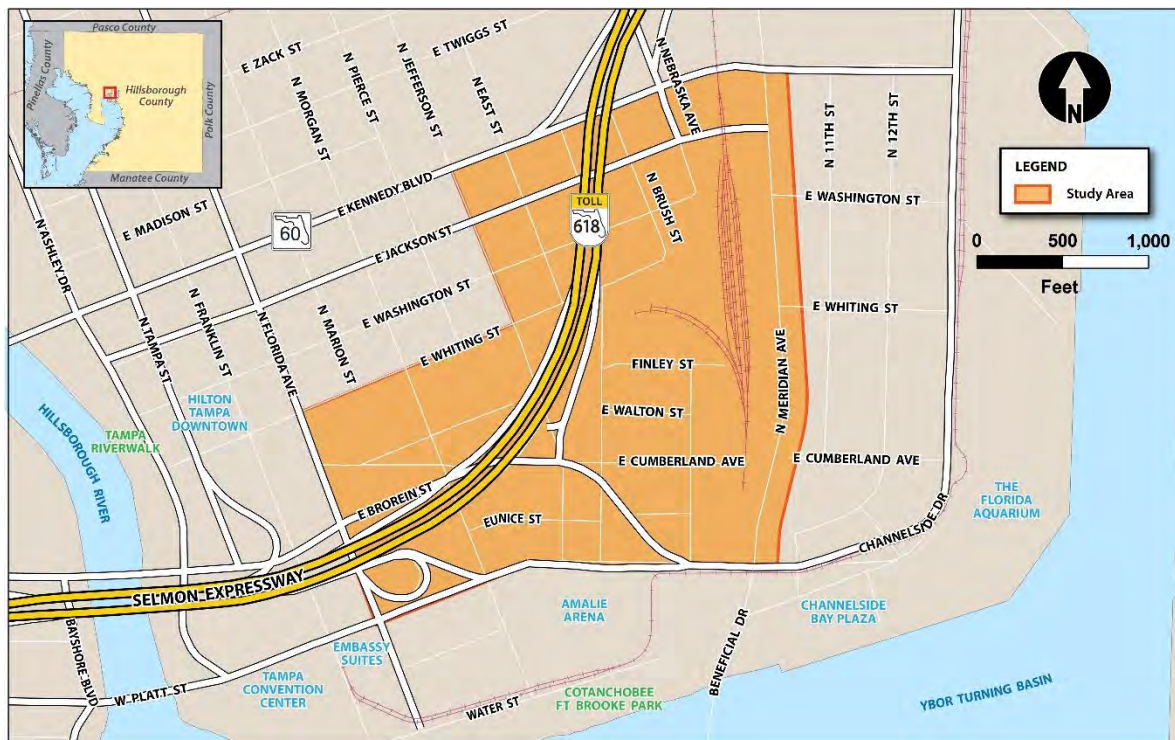 Pasco County
Pinellas County
Hillsborough
County
Polk County
Manatee County
E ZACK ST
N MORGAN ST
N PIERCE ST
N JEFFERSON ST
E TWIGGS ST
N EAST ST
N NEBRASKA AVE
N
LEGEND
Study Area
0 500 1,000
Feet
N 11TH ST
N 12TH ST
E WASHINGTON ST
E MADISON ST
60
E KENNEDY BLVD
TOLL
618
N BRUSH ST
N ASHLEY DR
E JACKSON ST
E WASHINGTON ST
E WHITING ST
N TAMPA ST
N FRANKLIN ST
N FLORIDA AVE
N MARION ST
E WHITING ST
N MERIDIAN AVE
FINLEY ST
E WALTON ST
E CUMBERLAND AVE
E CUMBERLAND AVE
HILTON
TAMPA
DOWNTOWN
TAMPA
RIVERWALK
HILLSBOROUGH RIVER
E BROREIN ST
EUNICE ST
THE
FLORIDA
AQUARIUM
CHANNELSIDE DR
SELMON EXPRESSWAY
AMALIE
ARENA
CHANNELSIDE
BAY PLAZA
BAYSHORE BLVD
W PLATT ST
EMBASSY
SUITES
TAMPA
CONVENTION
CENTER
WATER ST
COTANCHOBEE
FT BROOKE PARK
BENEFICIAL DR
YBOR TURNING BASIN